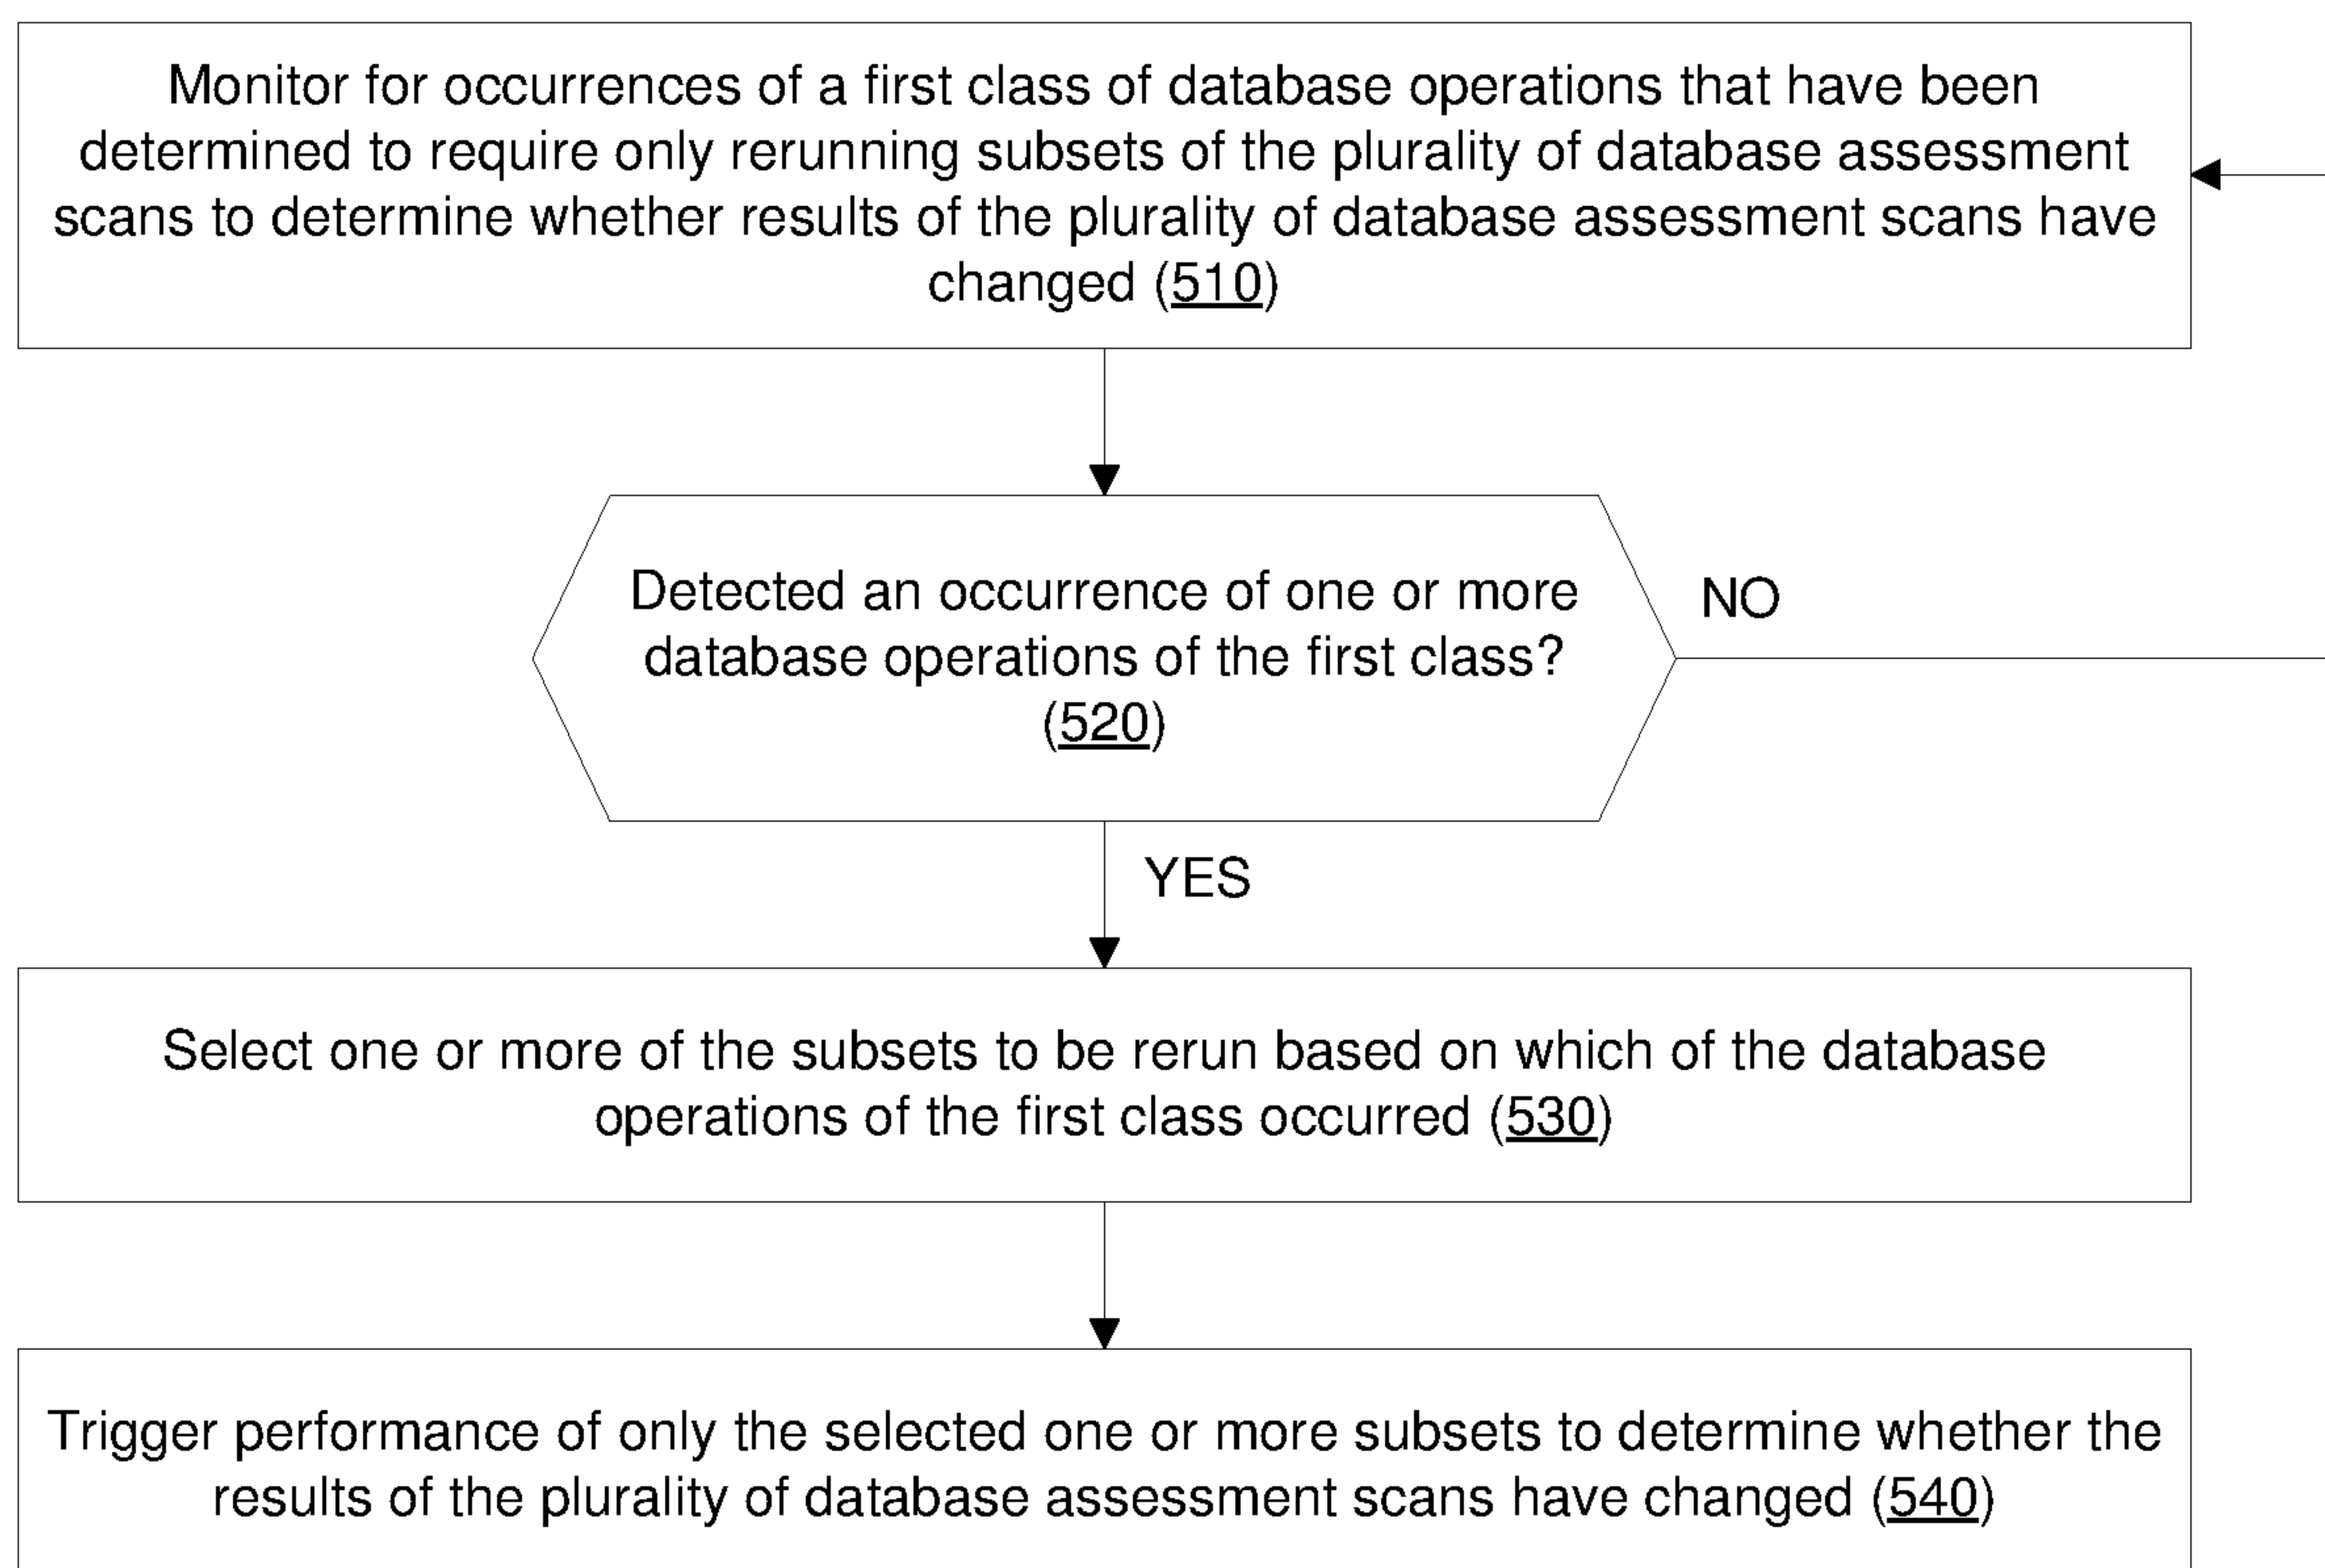 Monitor for occurrences of a first class of database operations that have been
determined to require only rerunning subsets of the plurality of database assessment
scans to determine whether results of the plurality of database assessment scans have
changed (510)
Detected an occurrence of one or more
database operations of the first class?
(520)
NO
YES
Select one or more of the subsets to be rerun based on which of the database
operations of the first class occurred (530)
Trigger performance of only the selected one or more subsets to determine whether the
results of the plurality of database assessment scans have changed (540)